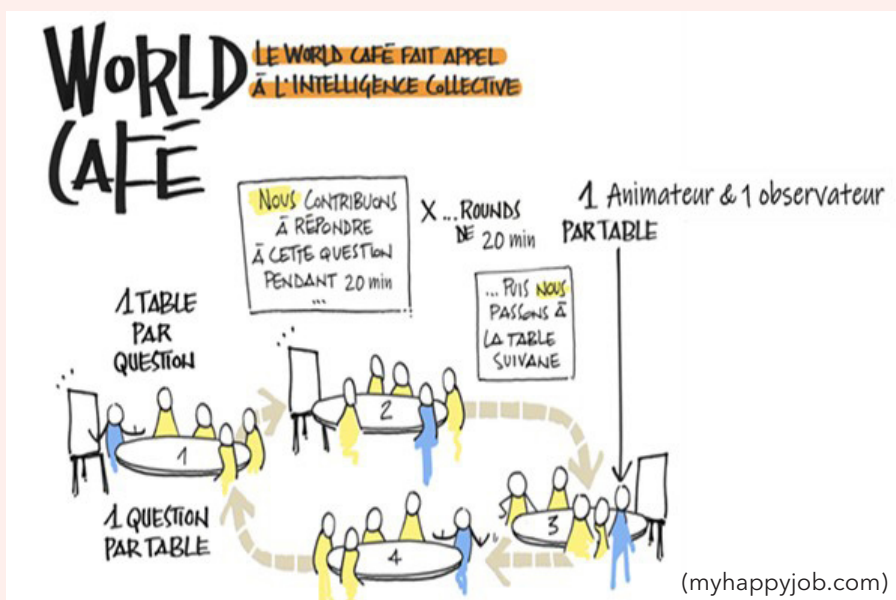 WORLD
CAFÉ
LE WORLD CAFÉ FAIT APPEL
À L'INTELLIGENCE COLLECTIVE
NOUS CONTRIBUONS
À RÉPONDRE
À CETTE QUESTION
PENDANT 20 min
...
X ... ROUNDS
DE 20 min
1 Animateur & 1 observateur
PAR TABLE
... PUIS NOUS
PASSONS À
LA TABLE
SUIVANE
1 TABLE
PAR
QUESTION
1
2
3
4
1 QUESTION
PAR TABLE
(myhappyjob.com)